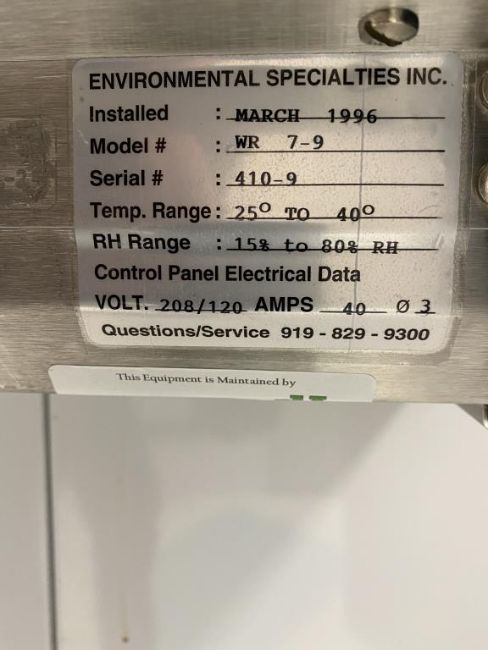 ENVIRONMENTAL SPECIALTIES INC.
Installed : MARCH 1996
Model # : WR 7-9
Serial # : 410-9
Temp. Range: 25º TO 40º
RH Range : 15% to 80% RH
Control Panel Electrical Data
VOLT. 208/120 AMPS 40 Ø 3
Questions/Service 919 - 829 - 9300
This Equipment is Maintained by